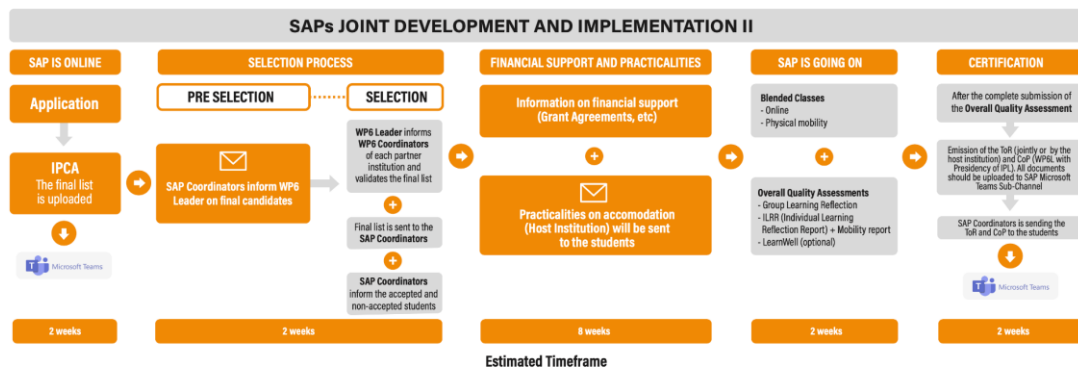 SAPs JOINT DEVELOPMENT AND IMPLEMENTATION II
SAP IS ONLINE
Application
IPCA
The final list
is uploaded
Microsoft Teams
2 weeks
SELECTION PROCESS
PRE SELECTION
SELECTION
SAP Coordinators inform WP6
Leader on final candidates
WP6 Leader informs
WP6 Coordinators
of each partner
institution and
validates the final list
Final list is sent to the
SAP Coordinators
SAP Coordinators
inform the accepted and
non-accepted students
2 weeks
FINANCIAL SUPPORT AND PRACTICALITIES
Information on financial support
(Grant Agreements, etc)
Practicalities on accomodation
(Host Institution) will be sent
to the students
8 weeks
SAP IS GOING ON
Blended Classes
- Online
- Physical mobility
Overall Quality Assessments
- Group Learning Reflection
- ILRR (Individual Learning
Reflection Report) + Mobility report
- LearnWell (optional)
2 weeks
CERTIFICATION
After the complete submission of
the Overall Quality Assessment
Emission of the ToR (jointly or by the
host institution) and CoP (WP6L with
Presidency of IPL). All documents
should be uploaded to SAP Microsoft
Teams Sub-Channel
SAP Coordinators is sending the
ToR and CoP to the students
Microsoft Teams
2 weeks
Estimated Timeframe